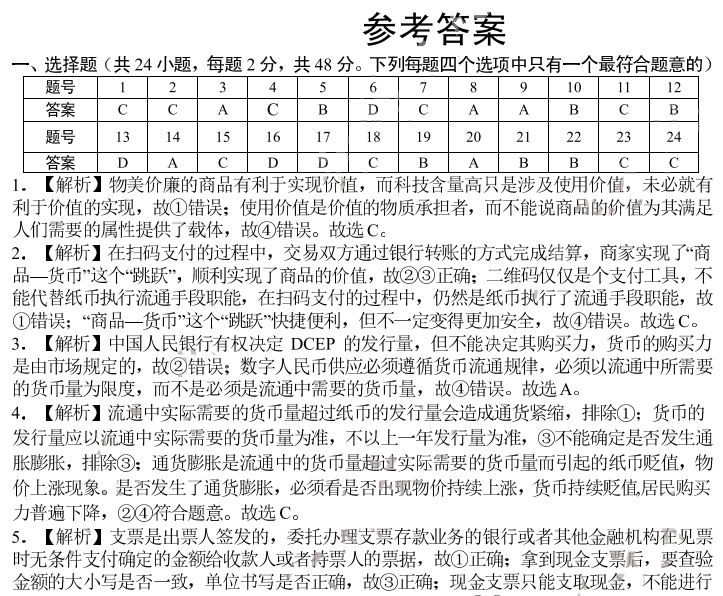 参考答案
一、选择题（共 24 小题，每题 2 分，共 48 分。下列每题四个选项中只有一个最符合题意的）
题号 1 2 3 4 5 6 7 8 9 10 11 12
答案 C C A C B D C A A B C B
题号 13 14 15 16 17 18 19 20 21 22 23 24
答案 D A C D D C B A B B C C
1．【解析】物美价廉的商品有利于实现价值，而科技含量高只是涉及使用价值，未必就有
利于价值的实现，故①错误；使用价值是价值的物质承担者，而不能说商品的价值为其满足
人们需要的属性提供了载体，故④错误。故选 C。
2．【解析】在扫码支付的过程中，交易双方通过银行转账的方式完成结算，商家实现了“商
品—货币”这个“跳跃”，顺利实现了商品的价值，故②③正确；二维码仅仅是个支付工具，不
能代替纸币执行流通手段职能，在扫码支付的过程中，仍然是纸币执行了流通手段职能，故
①错误；“商品—货币”这个“跳跃”快捷便利，但不一定变得更加安全，故④错误。故选 C。
3．【解析】中国人民银行有权决定 DCEP 的发行量，但不能决定其购买力，货币的购买力
是由市场规定的，故②错误；数字人民币供应必须遵循货币流通规律，必须以流通中所需要
的货币量为限度，而不是必须是流通中需要的货币量，故④错误。故选 A。
4．【解析】流通中实际需要的货币量超过纸币的发行量会造成通货紧缩，排除①；货币的
发行量应以流通中实际需要的货币量为准，不以上一年发行量为准，③不能确定是否发生通
胀膨胀，排除③；通货膨胀是流通中的货币量超过实际需要的货币量而引起的纸币贬值，物
价上涨现象。是否发生了通货膨胀，必须看是否出现物价持续上涨，货币持续贬值,居民购买
力普遍下降，②④符合题意。故选 C。
5．【解析】支票是出票人签发的，委托办理支票存款业务的银行或者其他金融机构在见票
时无条件支付确定的金额给收款人或者持票人的票据，故①正确；拿到现金支票后，要查验
金额的大小写是否一致，单位书写是否正确，故③正确；现金支票只能支取现金，不能进行